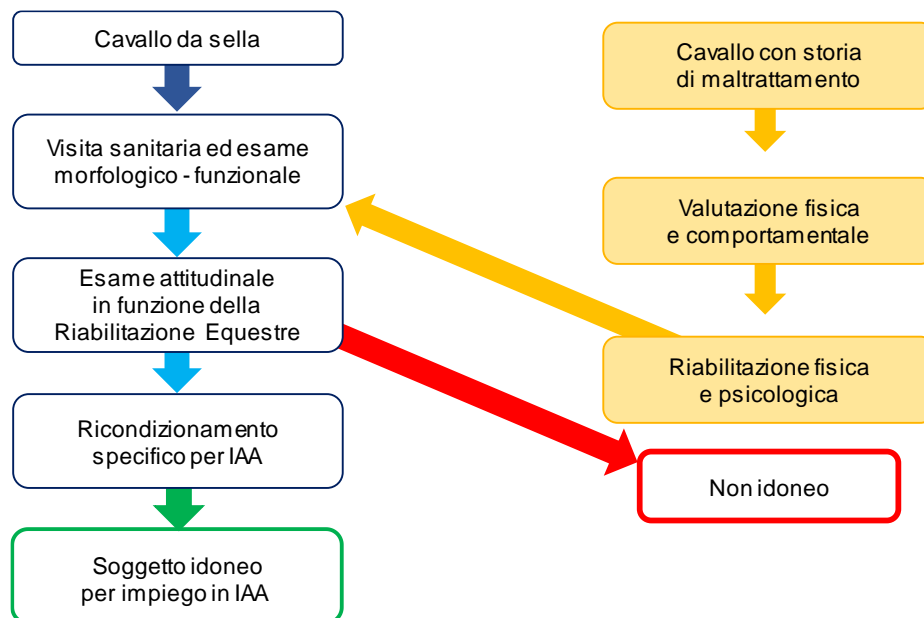 Cavallo da sella
Visita sanitaria ed esame
morfologico - funzionale
Esame attitudinale
in funzione della
Riabilitazione Equestre
Ricondizionamento
specifico per IAA
Soggetto idoneo
per impiego in IAA
Cavallo con storia
di maltrattamento
Valutazione fisica
e comportamentale
Riabilitazione fisica
e psicologica
Non idoneo